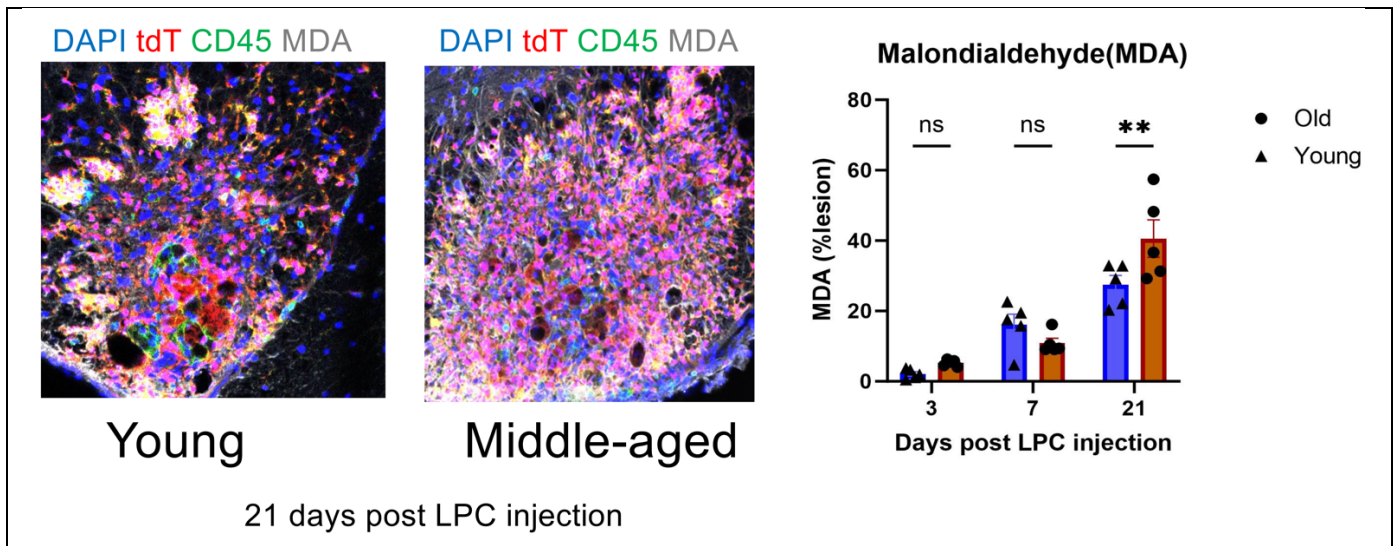 DAPI tdT CD45 MDA
DAPI tdT CD45 MDA
Young
Middle-aged
21 days post LPC injection
Malondialdehyde(MDA)
MDA (%lesion)
80
60
40
20
0
ns
ns
**
3
7
21
Days post LPC injection
Old
Young